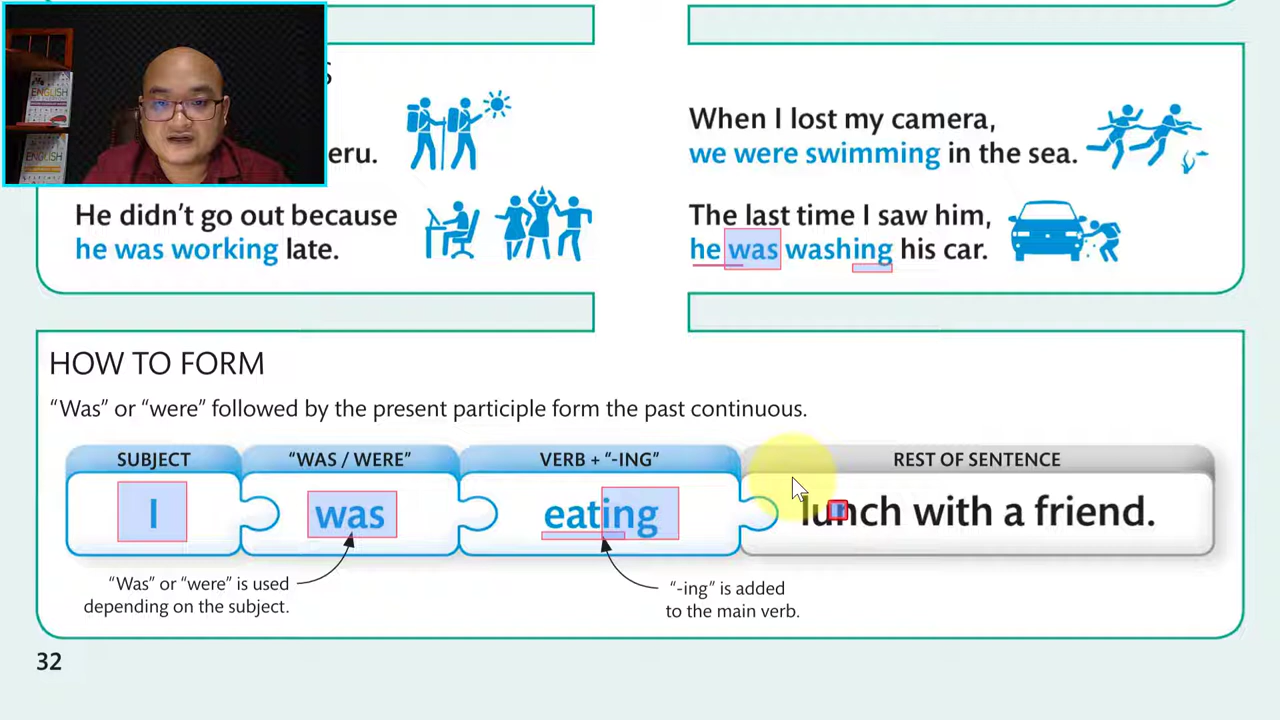 ENGLISH
ENGLISH
eru.
He didn't go out because
he was working late.
When I lost my camera,
we were swimming in the sea.
The last time I saw him,
he was washing his car.
HOW TO FORM
“Was” or “were” followed by the present participle form the past continuous.
SUBJECT
“WAS / WERE”
VERB + “-ING”
REST OF SENTENCE
I
was
eating
lunch with a friend.
“Was” or “were” is used
depending on the subject.
“-ing” is added
to the main verb.
32